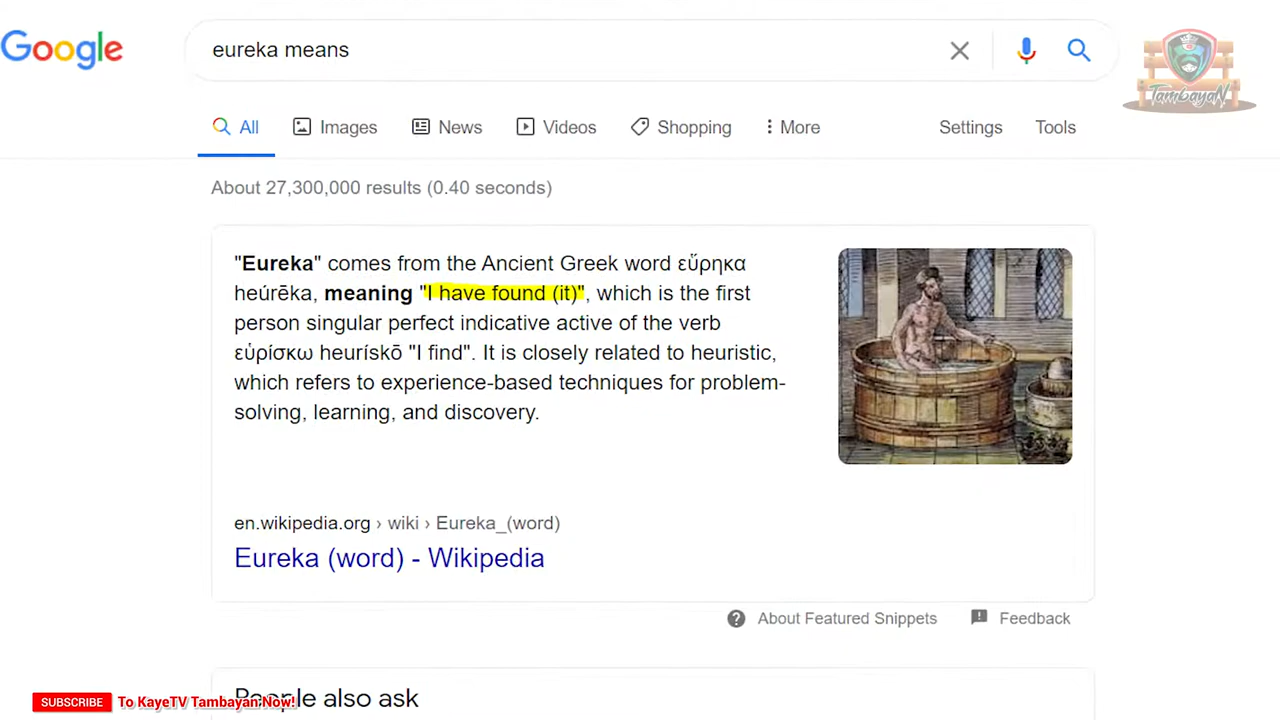 Google
eureka means
All Images News Videos Shopping More Settings Tools
About 27,300,000 results (0.40 seconds)
"Eureka" comes from the Ancient Greek word εὕρηκα
heúrēka, meaning "I have found (it)", which is the first
person singular perfect indicative active of the verb
εὑρίσκω heurískō "I find". It is closely related to heuristic,
which refers to experience-based techniques for problem-
solving, learning, and discovery.
en.wikipedia.org › wiki › Eureka_(word)
Eureka (word) - Wikipedia
About Featured Snippets Feedback
People also ask
SUBSCRIBE To KayeTV Tambayan Now!
TambayaN